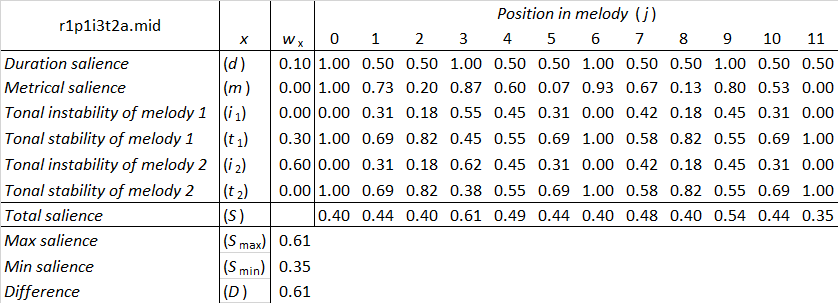 r1p1i3t2a.mid Position in melody (j)
x w x 0 1 2 3 4 5 6 7 8 9 10 11
Duration salience (d) 0.10 1.00 0.50 0.50 1.00 0.50 0.50 1.00 0.50 0.50 1.00 0.50 0.50
Metrical salience (m) 0.00 1.00 0.73 0.20 0.87 0.60 0.07 0.93 0.67 0.13 0.80 0.53 0.00
Tonal instability of melody 1 (i 1) 0.00 0.00 0.31 0.18 0.55 0.45 0.31 0.00 0.42 0.18 0.45 0.31 0.00
Tonal stability of melody 1 (t 1) 0.30 1.00 0.69 0.82 0.45 0.55 0.69 1.00 0.58 0.82 0.55 0.69 1.00
Tonal instability of melody 2 (i 2) 0.60 0.00 0.31 0.18 0.62 0.45 0.31 0.00 0.42 0.18 0.45 0.31 0.00
Tonal stability of melody 2 (t 2) 0.00 1.00 0.69 0.82 0.38 0.55 0.69 1.00 0.58 0.82 0.55 0.69 1.00
Total salience (S) 0.40 0.44 0.40 0.61 0.49 0.44 0.40 0.48 0.40 0.54 0.44 0.35
Max salience (S max) 0.61
Min salience (S min) 0.35
Difference (D) 0.61